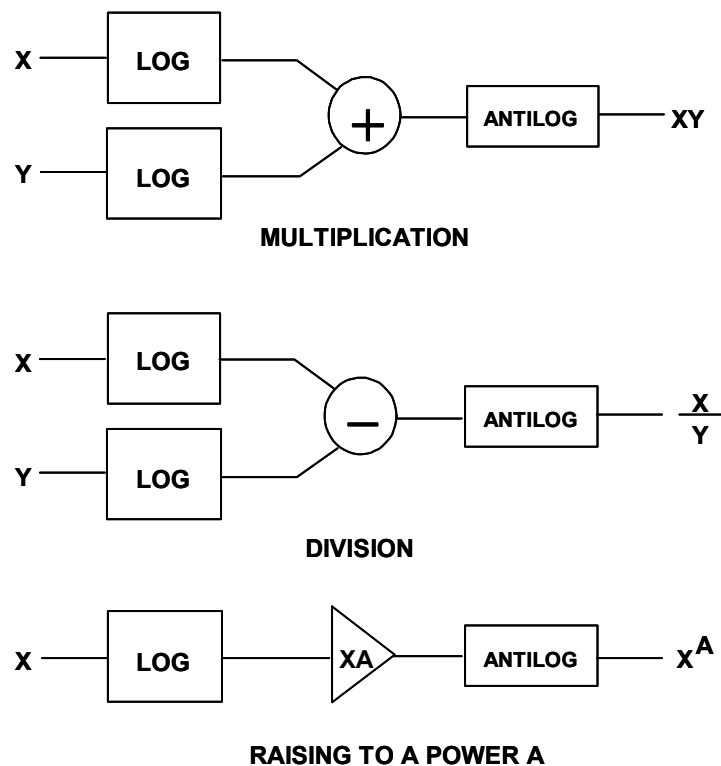 X
LOG
Y
LOG
+
ANTILOG
XY
MULTIPLICATION
X
LOG
Y
LOG
−
ANTILOG
X
Y
DIVISION
X
LOG
XA
ANTILOG
X^A
RAISING TO A POWER A